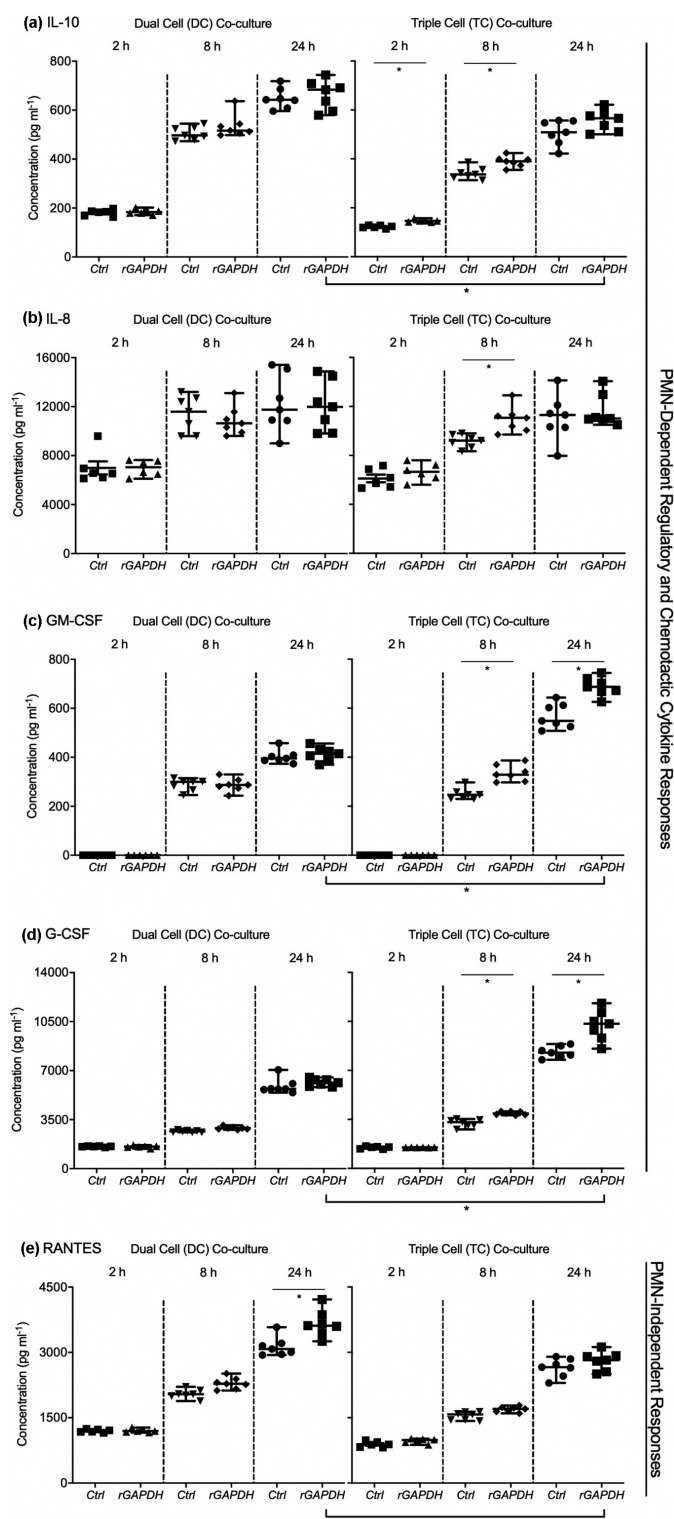 (a) IL-10
Dual Cell (DC) Co-culture
Triple Cell (TC) Co-culture
2 h 8 h 24 h 2 h 8 h 24 h
* *
Concentration (pg ml-1)
800
600
400
200
0
Ctrl rGAPDH Ctrl rGAPDH Ctrl rGAPDH Ctrl rGAPDH Ctrl rGAPDH Ctrl rGAPDH
*
(b) IL-8
Dual Cell (DC) Co-culture
Triple Cell (TC) Co-culture
2 h 8 h 24 h 2 h 8 h 24 h
*
Concentration (pg ml-1)
16000
12000
8000
4000
0
Ctrl rGAPDH Ctrl rGAPDH Ctrl rGAPDH Ctrl rGAPDH Ctrl rGAPDH Ctrl rGAPDH
(c) GM-CSF
Dual Cell (DC) Co-culture
Triple Cell (TC) Co-culture
2 h 8 h 24 h 2 h 8 h 24 h
* *
Concentration (pg ml-1)
800
600
400
200
0
Ctrl rGAPDH Ctrl rGAPDH Ctrl rGAPDH Ctrl rGAPDH Ctrl rGAPDH Ctrl rGAPDH
*
(d) G-CSF
Dual Cell (DC) Co-culture
Triple Cell (TC) Co-culture
2 h 8 h 24 h 2 h 8 h 24 h
* *
Concentration (pg ml-1)
14000
10500
7000
3500
0
Ctrl rGAPDH Ctrl rGAPDH Ctrl rGAPDH Ctrl rGAPDH Ctrl rGAPDH Ctrl rGAPDH
*
PMN-Dependent Regulatory and Chemotactic Cytokine Responses
(e) RANTES
Dual Cell (DC) Co-culture
Triple Cell (TC) Co-culture
2 h 8 h 24 h 2 h 8 h 24 h
*
Concentration (pg ml-1)
4500
3000
1500
0
Ctrl rGAPDH Ctrl rGAPDH Ctrl rGAPDH Ctrl rGAPDH Ctrl rGAPDH Ctrl rGAPDH
PMN-Independent Responses